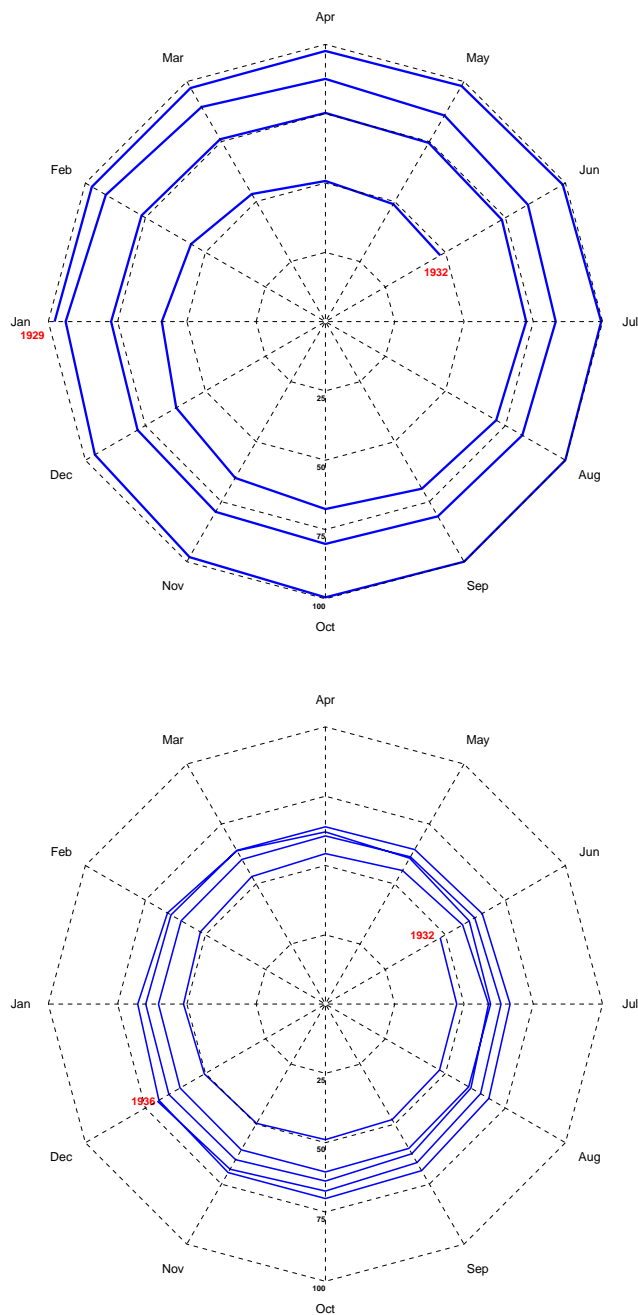 Apr
Mar
May
Feb
Jun
1932
Jan
Jul
1929
25
50
Dec
Aug
75
Nov
Sep
100
Oct
Apr
Mar
May
Feb
Jun
1932
Jan
Jul
25
1936
Dec
50
Aug
75
Nov
Sep
100
Oct